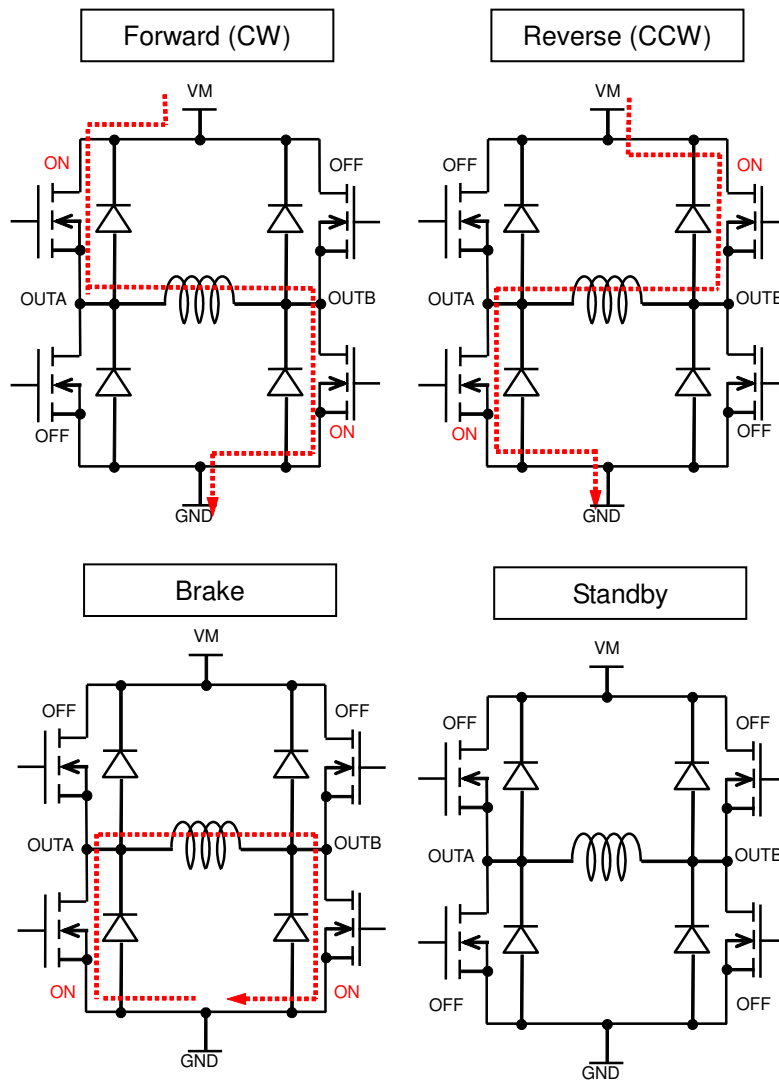 Forward (CW)
VM
ON
OFF
OUTA
OUTB
OFF
ON
GND
Reverse (CCW)
VM
OFF
ON
OUTA
OUTB
ON
OFF
GND
Brake
VM
OFF
OFF
OUTA
OUTB
ON
ON
GND
Standby
VM
OFF
OFF
OUTA
OUTB
OFF
OFF
GND